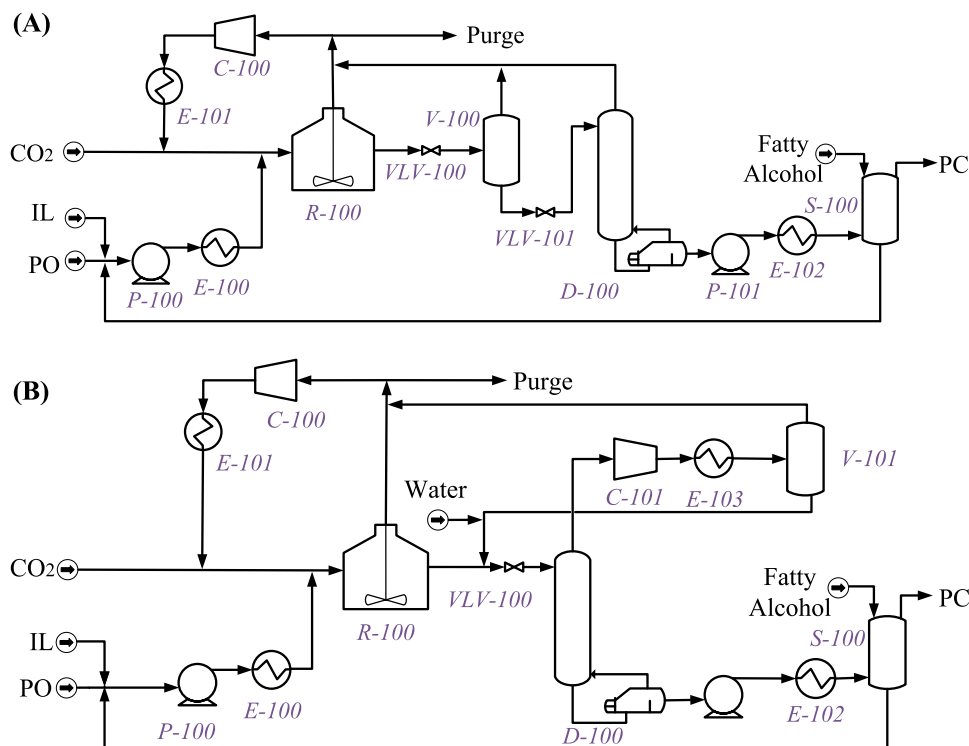 (A)
Purge
C-100
E-101
V-100
CO2
VLV-100
Fatty
Alcohol
PC
S-100
IL
R-100
VLV-101
PO
E-102
P-100
E-100
D-100
P-101
(B)
Purge
C-100
E-101
V-101
C-101
E-103
Water
CO2
VLV-100
Fatty
Alcohol
PC
R-100
S-100
IL
PO
E-100
P-100
D-100
E-102